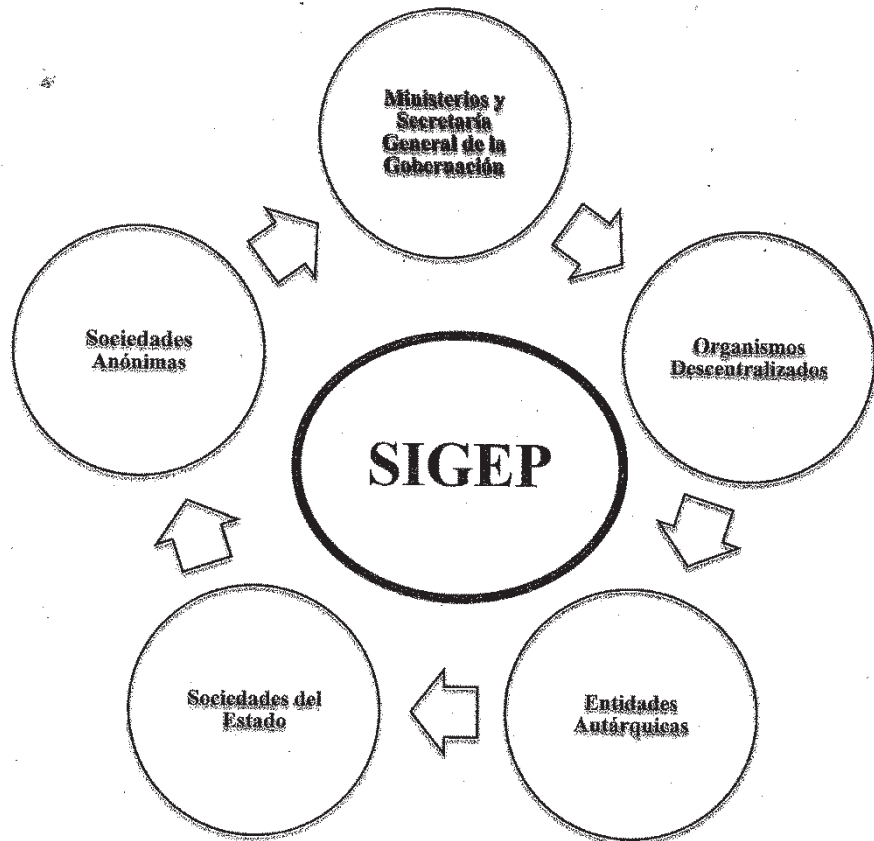 Ministerios y
Secretaría
General de la
Gobernación
Sociedades
Anónimas
Organismos
Descentralizados
SIGEP
Sociedades del
Estado
Entidades
Autárquicas